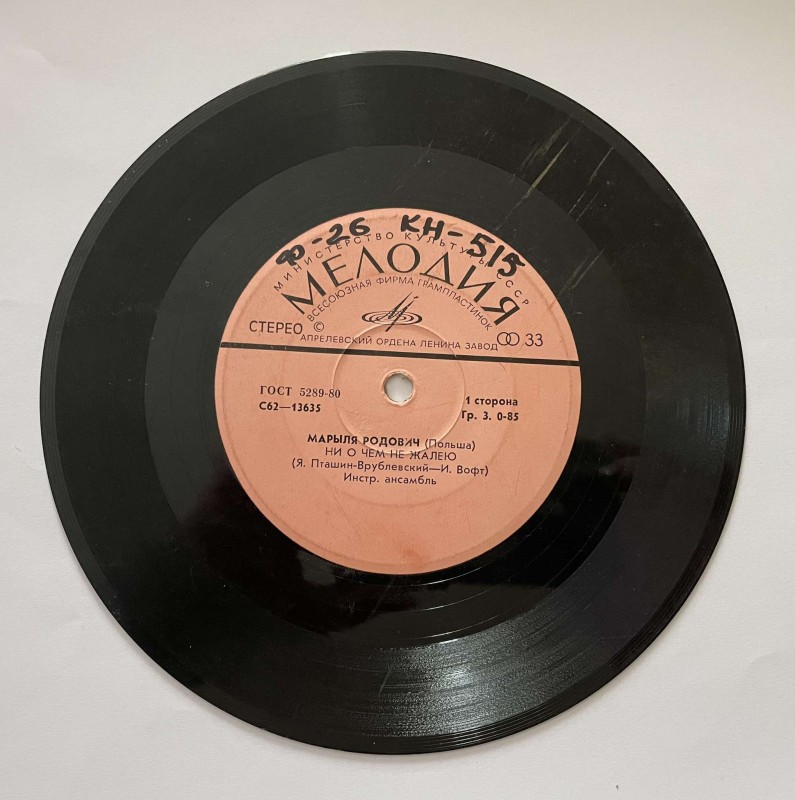 Ф-26 КН-515
МИНИСТЕРСТВО КУЛЬТУРЫ СССР
МЕЛОДИЯ
ВСЕСОЮЗНАЯ ФИРМА ГРАМПЛАСТИНОК
СТЕРЕО © 33
АПРЕЛЕВСКИЙ ОРДЕНА ЛЕНИНА ЗАВОД
ГОСТ 5289-80 1 сторона
С62—13635 Гр. 3. 0-85
МАРЫЛЯ РОДОВИЧ (Польша)
НИ О ЧЕМ НЕ ЖАЛЕЮ
(Я. Пташин-Врублевский—И. Вофт)
Инстр. ансамбль